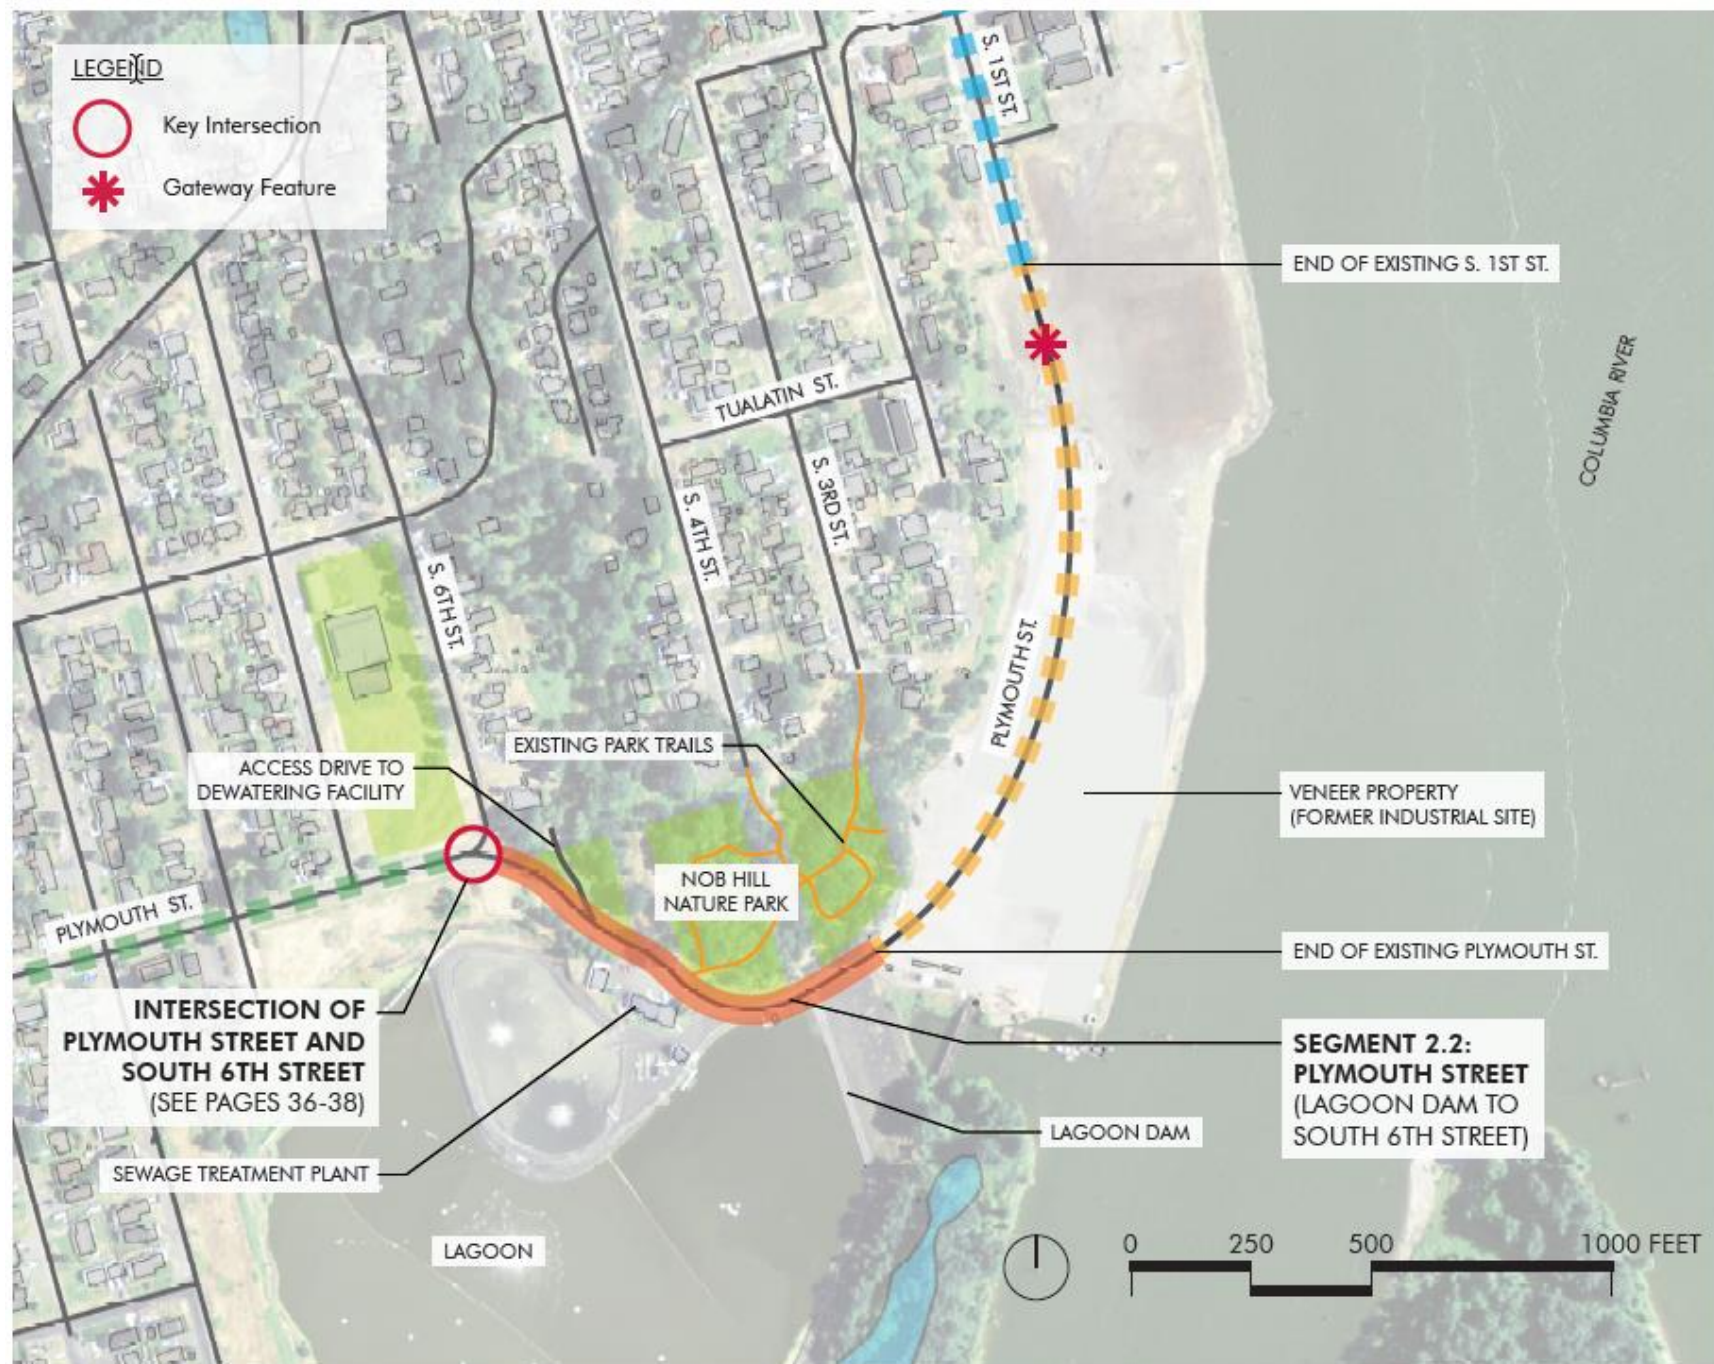 LEGEND
Key Intersection
Gateway Feature
S. 1ST ST.
END OF EXISTING S. 1ST ST.
COLUMBIA RIVER
TUALATIN ST.
S. 3RD ST.
S. 4TH ST.
S. 6TH ST.
PLYMOUTH ST.
EXISTING PARK TRAILS
ACCESS DRIVE TO
DEWATERING FACILITY
VENEER PROPERTY
(FORMER INDUSTRIAL SITE)
NOB HILL
NATURE PARK
PLYMOUTH ST.
END OF EXISTING PLYMOUTH ST.
INTERSECTION OF
PLYMOUTH STREET AND
SOUTH 6TH STREET
(SEE PAGES 36-38)
SEGMENT 2.2:
PLYMOUTH STREET
(LAGOON DAM TO
SOUTH 6TH STREET)
LAGOON DAM
SEWAGE TREATMENT PLANT
LAGOON
0 250 500 1000 FEET